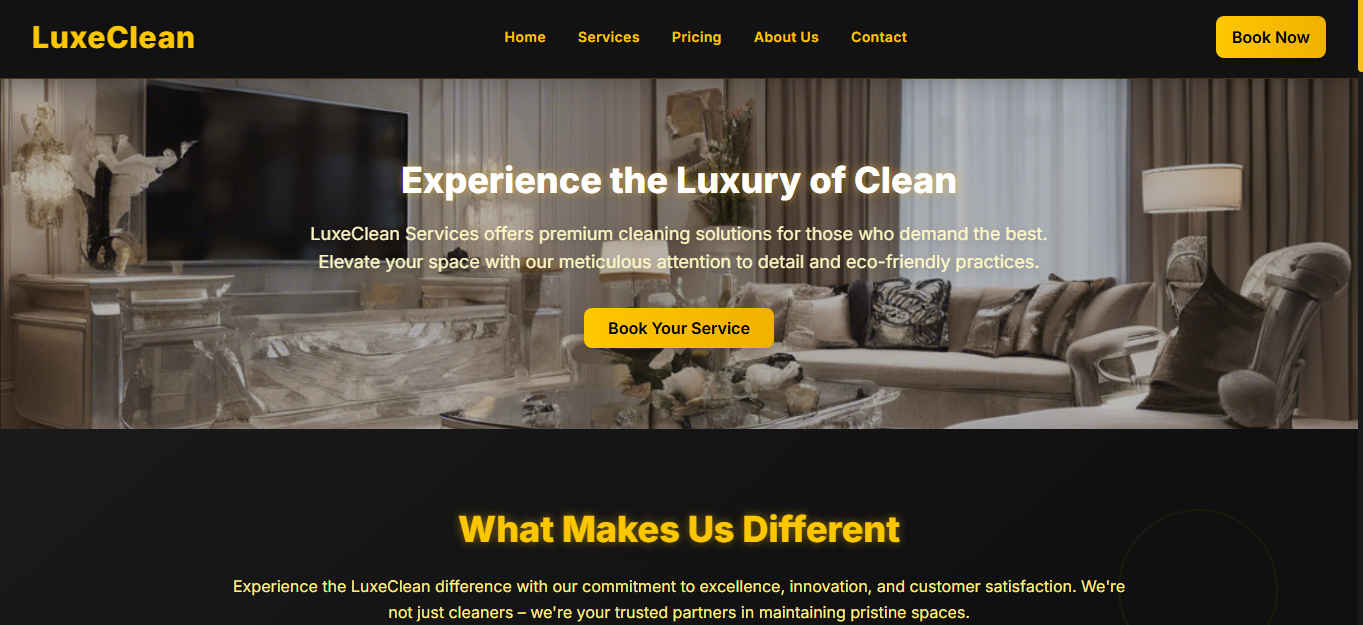 LuxeClean
Home Services Pricing About Us Contact
Book Now
Experience the Luxury of Clean
LuxeClean Services offers premium cleaning solutions for those who demand the best.
Elevate your space with our meticulous attention to detail and eco-friendly practices.
Book Your Service
What Makes Us Different
Experience the LuxeClean difference with our commitment to excellence, innovation, and customer satisfaction. We're
not just cleaners – we're your trusted partners in maintaining pristine spaces.